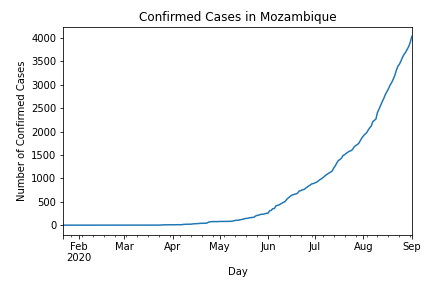 Confirmed Cases in Mozambique
Number of Confirmed Cases
4000
3500
3000
2500
2000
1500
1000
500
0
Feb Mar Apr May Jun Jul Aug Sep
2020
Day